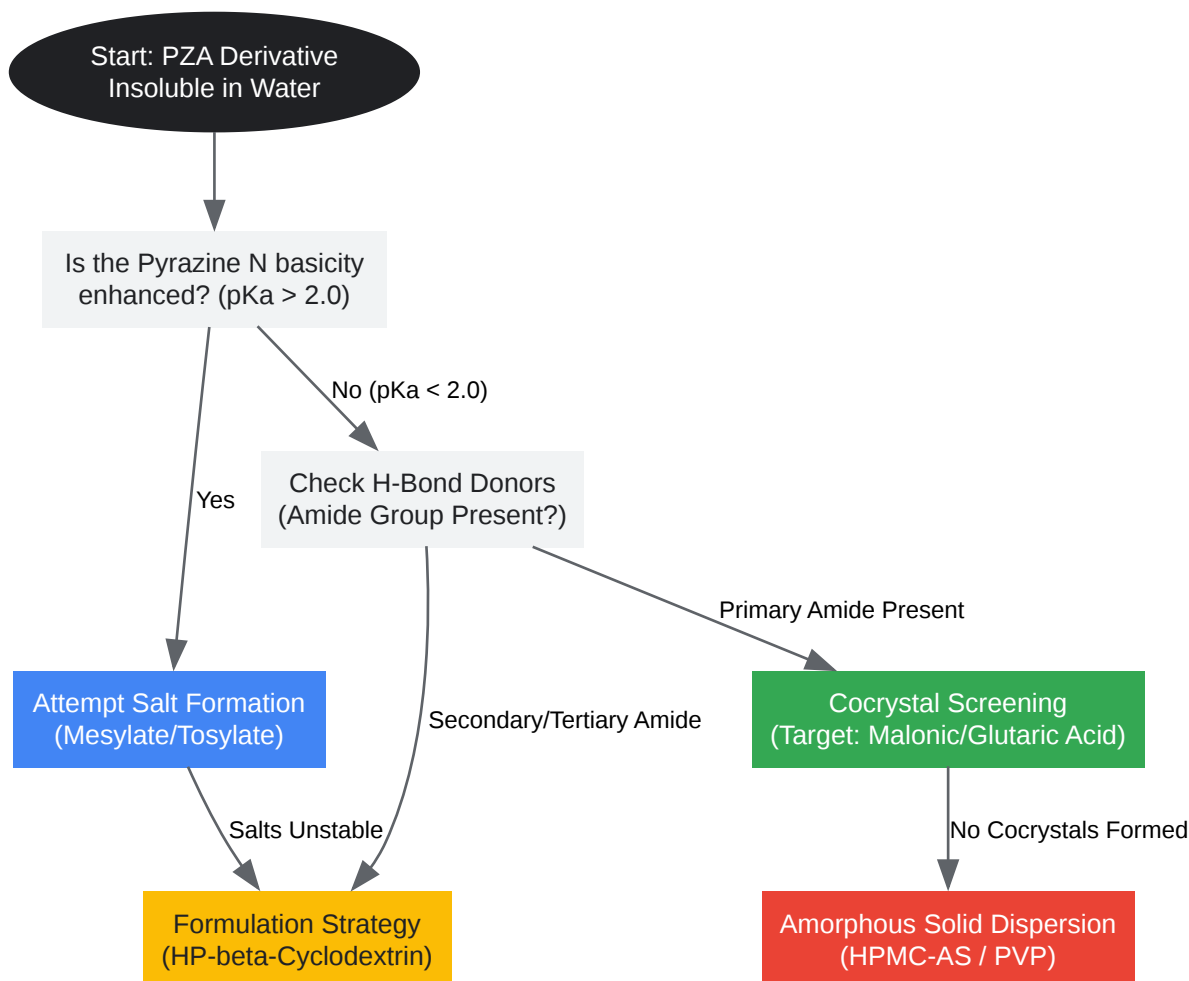 Start: PZA Derivative
Insoluble in Water
Is the Pyrazine N basicity
enhanced? (pKa > 2.0)
No (pKa < 2.0)
Check H-Bond Donors
(Amide Group Present?)
Yes
Primary Amide Present
Attempt Salt Formation
(Mesylate/Tosylate)
Secondary/Tertiary Amide
Cocrystal Screening
(Target: Malonic/Glutaric Acid)
Salts Unstable
No Cocrystals Formed
Formulation Strategy
(HP-beta-Cyclodextrin)
Amorphous Solid Dispersion
(HPMC-AS / PVP)